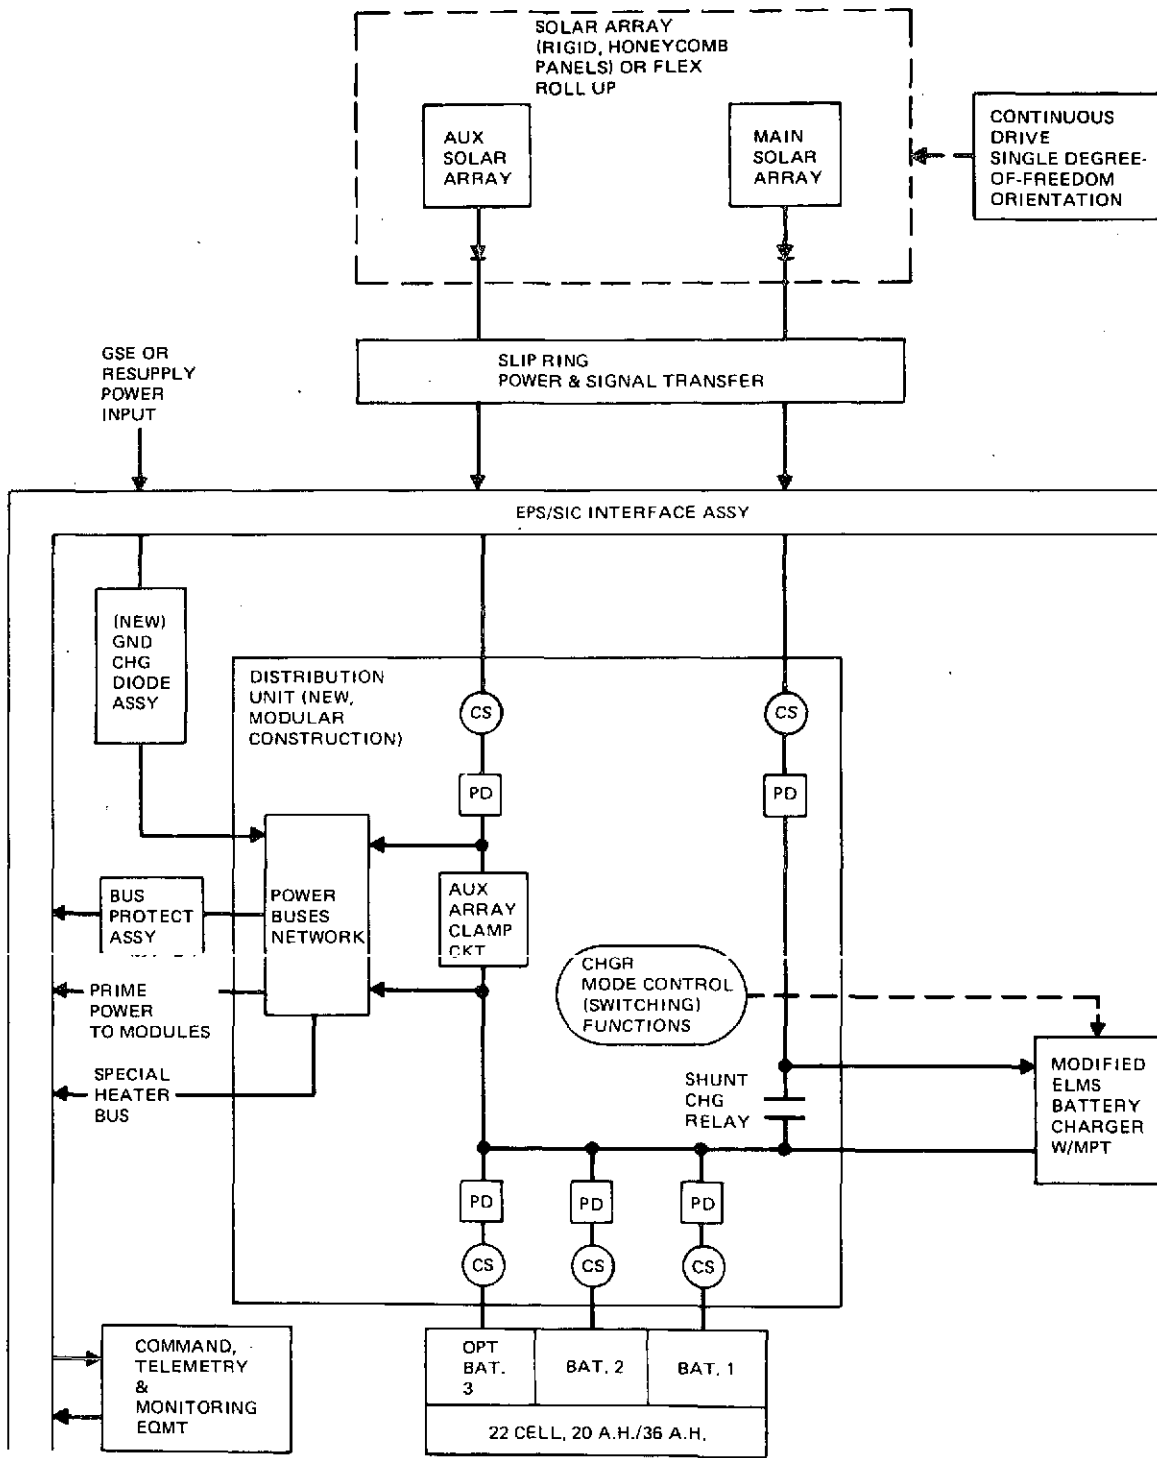 SOLAR ARRAY
(RIGID, HONEYCOMB
PANELS) OR FLEX
ROLL UP
AUX
SOLAR
ARRAY
MAIN
SOLAR
ARRAY
CONTINUOUS
DRIVE
SINGLE DEGREE-
OF-FREEDOM
ORIENTATION
SLIP RING
POWER & SIGNAL TRANSFER
GSE OR
RESUPPLY
POWER
INPUT
EPS/SIC INTERFACE ASSY
(NEW)
GND
CHG
DIODE
ASSY
DISTRIBUTION
UNIT (NEW,
MODULAR
CONSTRUCTION)
CS
CS
PD
PD
BUS
PROTECT
ASSY
POWER
BUSES
NETWORK
AUX
ARRAY
CLAMP
CKT
CHGR
MODE CONTROL
(SWITCHING)
FUNCTIONS
PRIME
POWER
TO MODULES
SPECIAL
HEATER
BUS
SHUNT
CHG
RELAY
MODIFIED
ELMS
BATTERY
CHARGER
W/MPT
PD
PD
PD
CS
CS
CS
COMMAND,
TELEMETRY
&
MONITORING
EQMT
OPT
BAT.
3
BAT. 2
BAT. 1
22 CELL, 20 A.H./36 A.H.